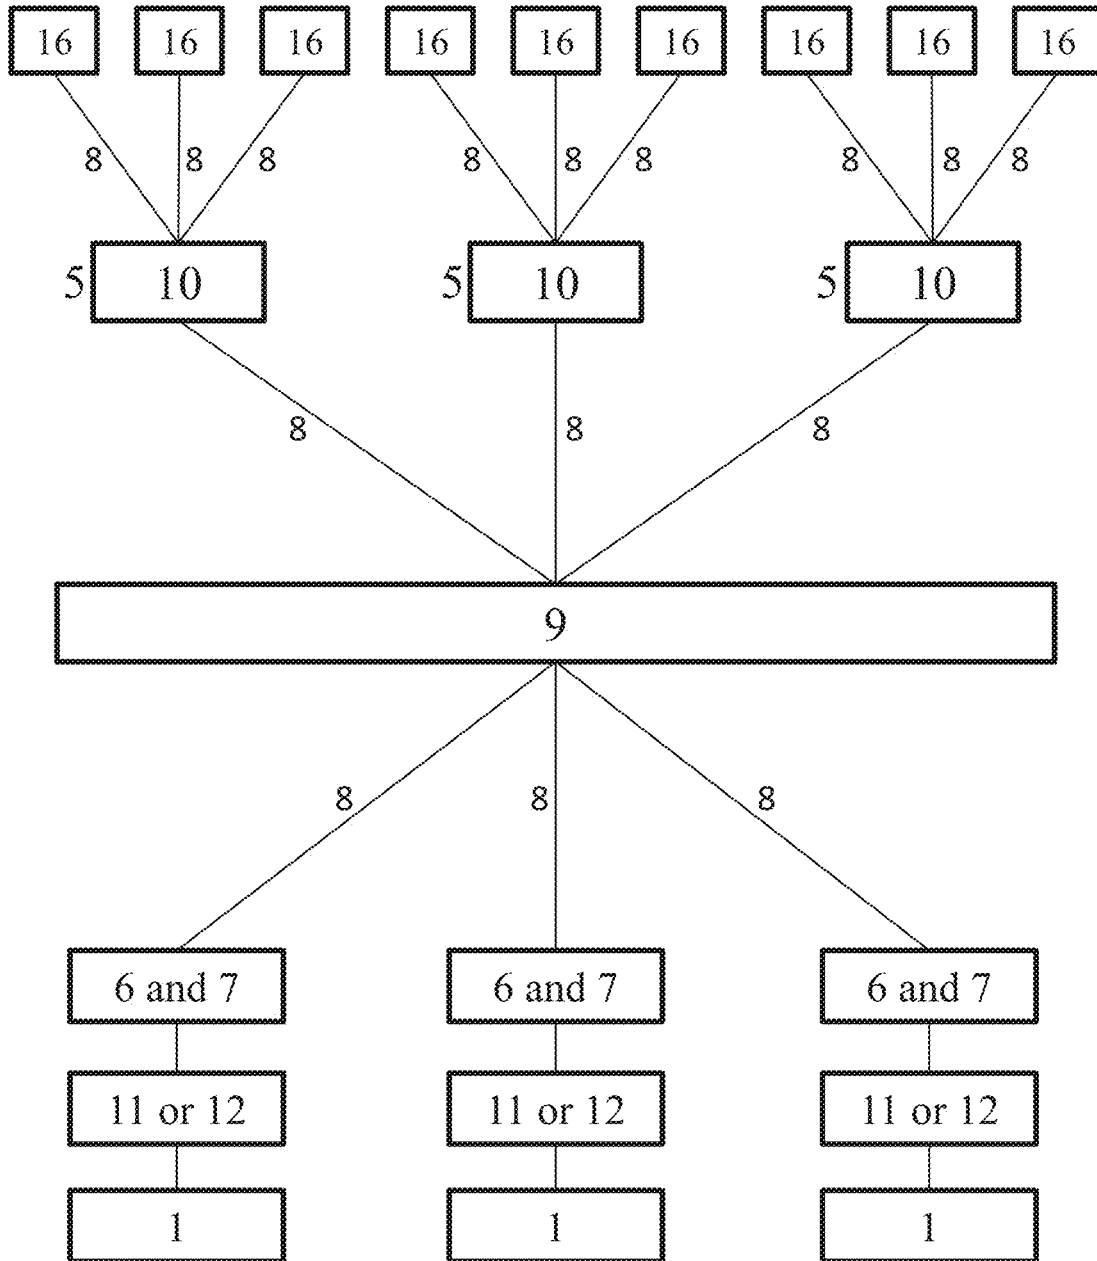 16 16 16 16 16 16 16 16 16
8 8 8 8 8 8 8 8 8
5 10 5 10 5 10
8 8 8
9
8 8 8
6 and 7 6 and 7 6 and 7
11 or 12 11 or 12 11 or 12
1 1 1